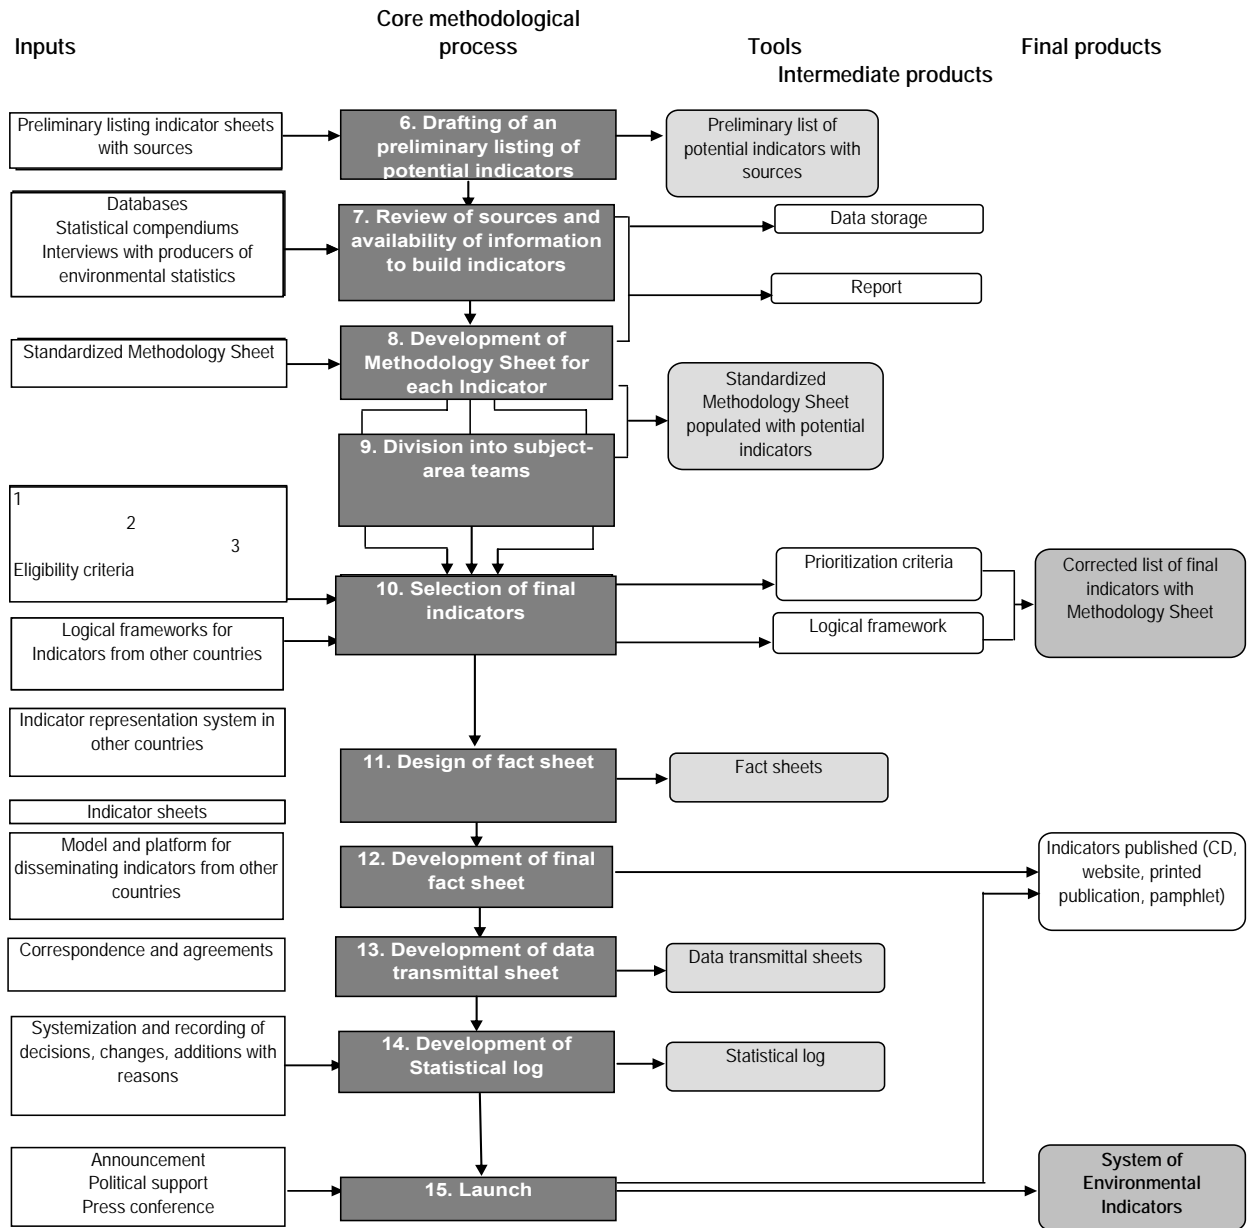 Inputs
Core methodological
process
Tools
Intermediate products
Final products
Preliminary listing indicator sheets
with sources
6. Drafting of an
preliminary listing of
potential indicators
Preliminary list of
potential indicators with
sources
Databases
Statistical compendiums
Interviews with producers of
environmental statistics
7. Review of sources and
availability of information
to build indicators
Data storage
Report
Standardized Methodology Sheet
8. Development of
Methodology Sheet for
each Indicator
Standardized
Methodology Sheet
populated with potential
indicators
9. Division into subject-
area teams
1
2
3
Eligibility criteria
10. Selection of final
indicators
Prioritization criteria
Logical framework
Corrected list of final
indicators with
Methodology Sheet
Logical frameworks for
Indicators from other countries
Indicator representation system in
other countries
11. Design of fact sheet
Fact sheets
Indicator sheets
Model and platform for
disseminating indicators from other
countries
12. Development of final
fact sheet
Indicators published (CD,
website, printed
publication, pamphlet)
Correspondence and agreements
13. Development of data
transmittal sheet
Data transmittal sheets
Systemization and recording of
decisions, changes, additions with
reasons
14. Development of
Statistical log
Statistical log
Announcement
Political support
Press conference
15. Launch
System of
Environmental
Indicators